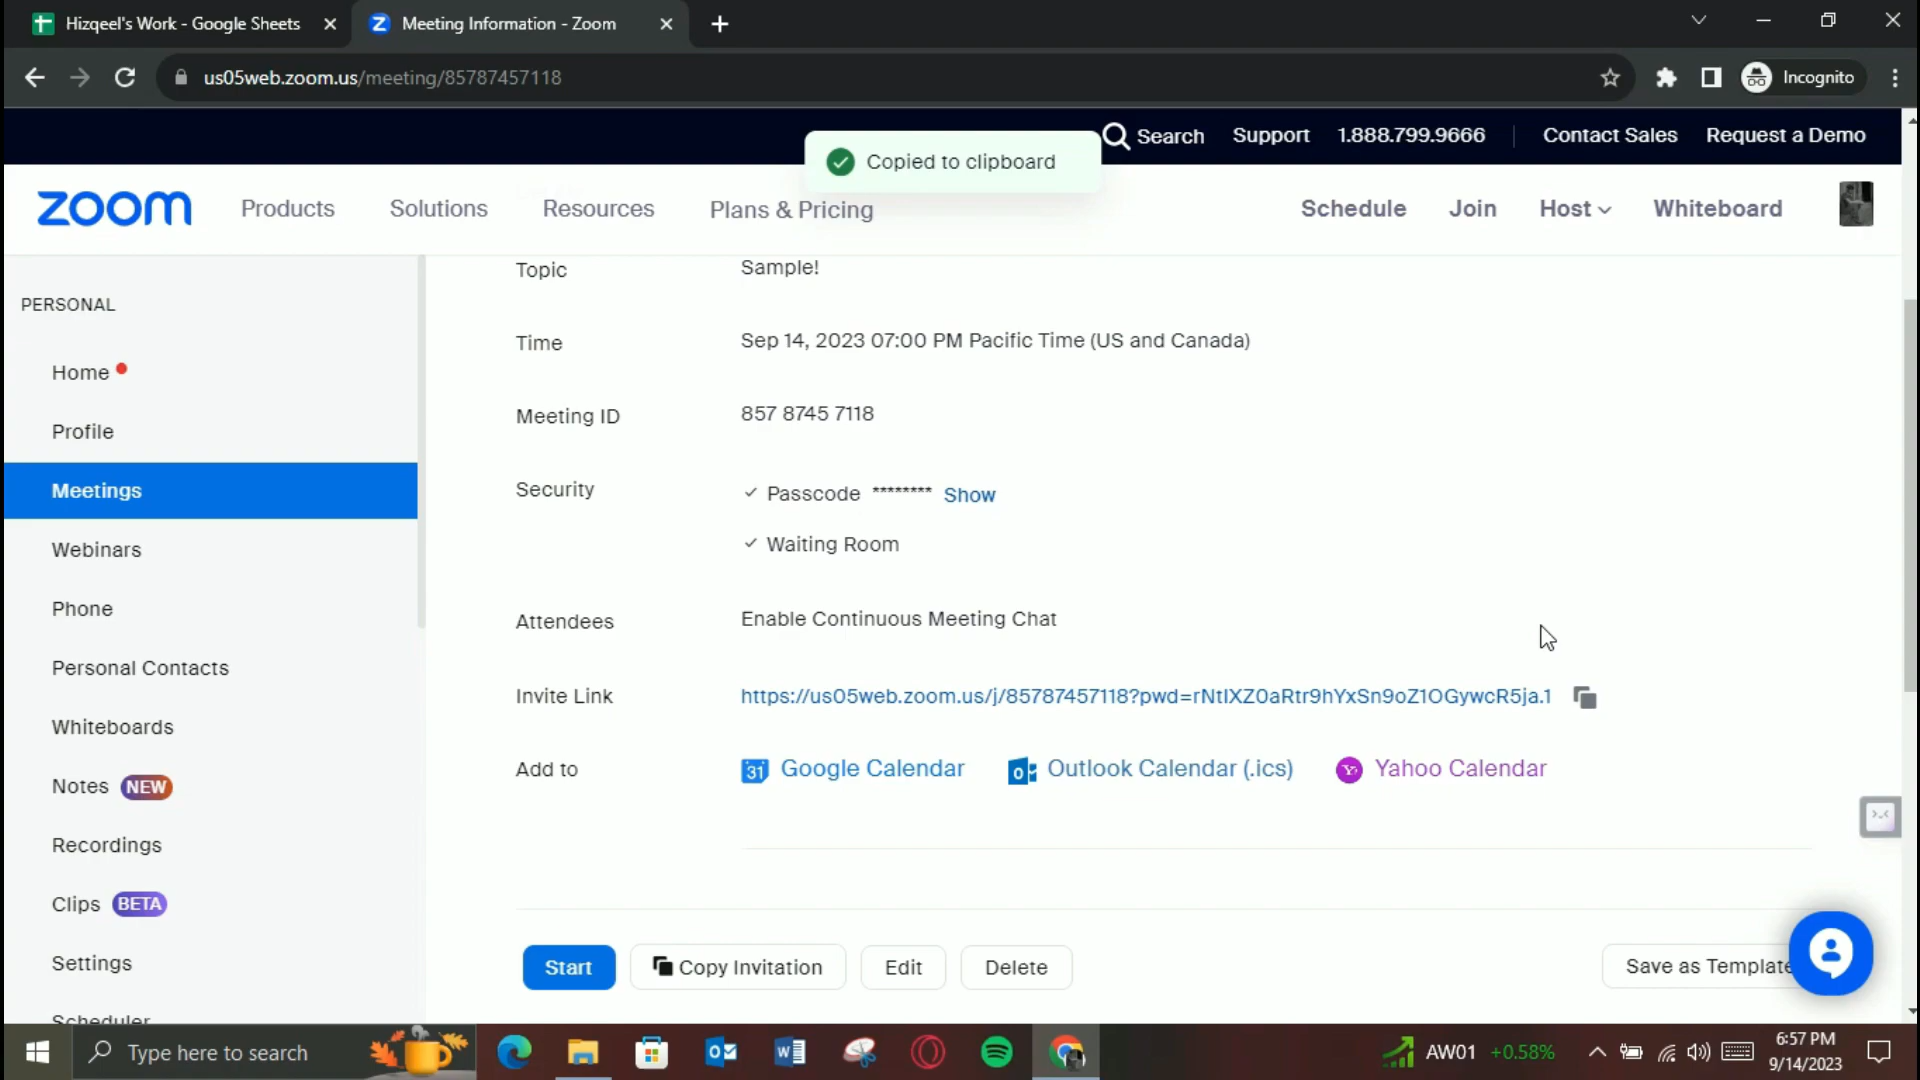 Hizqeel's Work - Google Sheets
Meeting Information - Zoom
us05web.zoom.us/meeting/85787457118
Incognito
Search
Support
1.888.799.9666
Contact Sales
Request a Demo
Copied to clipboard
zoom
Products
Solutions
Resources
Plans & Pricing
Schedule
Join
Host
Whiteboard
PERSONAL
Home
Profile
Meetings
Webinars
Phone
Personal Contacts
Whiteboards
Notes NEW
Recordings
Clips BETA
Settings
Scheduler
Topic Sample!
Time Sep 14, 2023 07:00 PM Pacific Time (US and Canada)
Meeting ID 857 8745 7118
Security ✓ Passcode ******** Show
✓ Waiting Room
Attendees Enable Continuous Meeting Chat
Invite Link https://us05web.zoom.us/j/85787457118?pwd=rNtIXZ0aRtr9hYxSn9oZ1OGywcR5ja.1
Add to 31 Google Calendar Outlook Calendar (.ics) Yahoo Calendar
Start
Copy Invitation
Edit
Delete
Save as Template
Type here to search
AW01 +0.58%
6:57 PM
9/14/2023